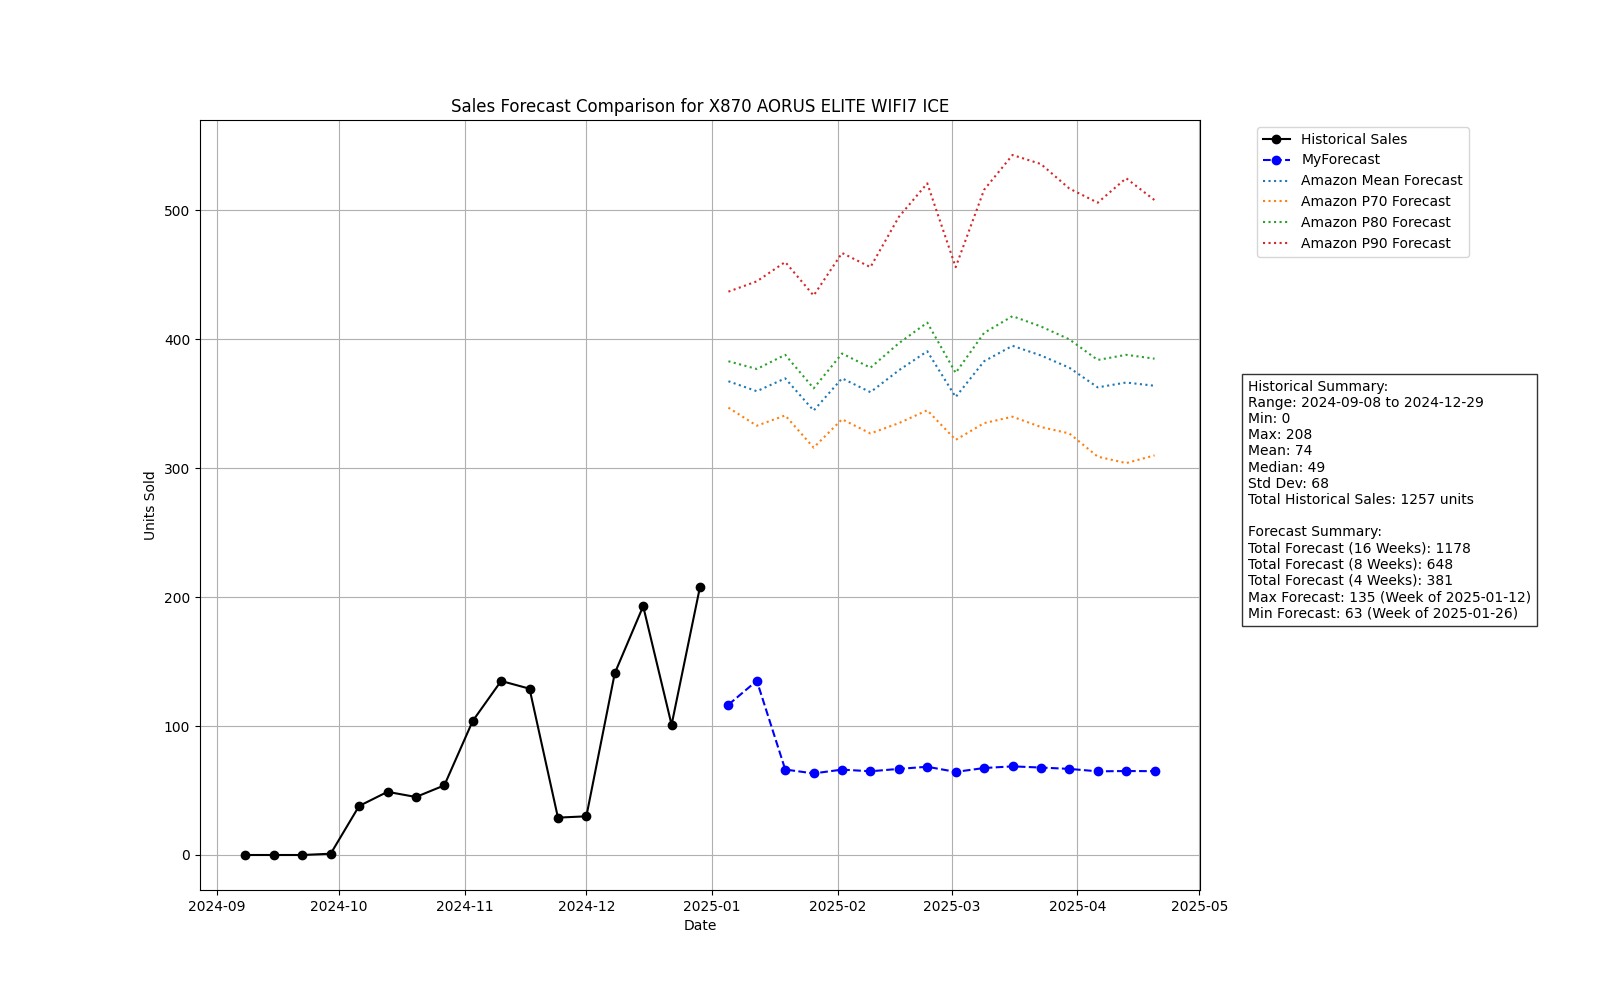 Sales Forecast Comparison for X870 AORUS ELITE WIFI7 ICE
Units Sold
500
400
300
200
100
0
2024-09
2024-10
2024-11
2024-12
2025-01
2025-02
2025-03
2025-04
2025-05
Date
Historical Sales
MyForecast
Amazon Mean Forecast
Amazon P70 Forecast
Amazon P80 Forecast
Amazon P90 Forecast
Historical Summary:
Range: 2024-09-08 to 2024-12-29
Min: 0
Max: 208
Mean: 74
Median: 49
Std Dev: 68
Total Historical Sales: 1257 units
Forecast Summary:
Total Forecast (16 Weeks): 1178
Total Forecast (8 Weeks): 648
Total Forecast (4 Weeks): 381
Max Forecast: 135 (Week of 2025-01-12)
Min Forecast: 63 (Week of 2025-01-26)